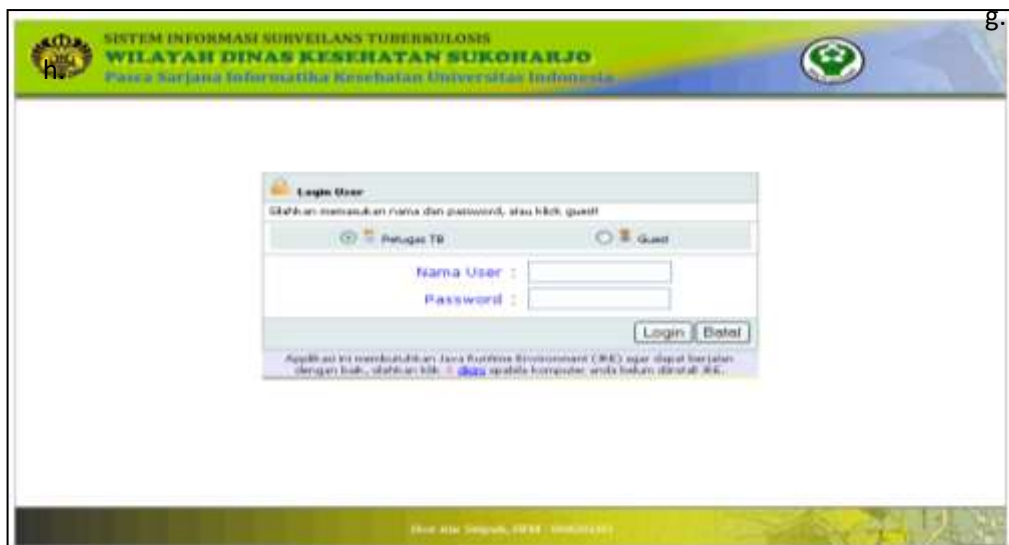 g.
SISTEM INFORMASI SURVEILANS TUBERKULOSIS
h. WILAYAH DINAS KESEHATAN SUKOHARJO
Pasca Sarjana Informatika Kesehatan Universitas Indonesia
Login User
Silahkan memasukan nama dan password, atau klick guest!
Petugas TB Guest
Nama User :
Password :
Login Batal
Applikasi ini membutuhkan Java Runtime Environment (JRE) agar dapat berjalan
dengan baik, silahkan klik disini apabila komputer anda belum diinstall JRE.